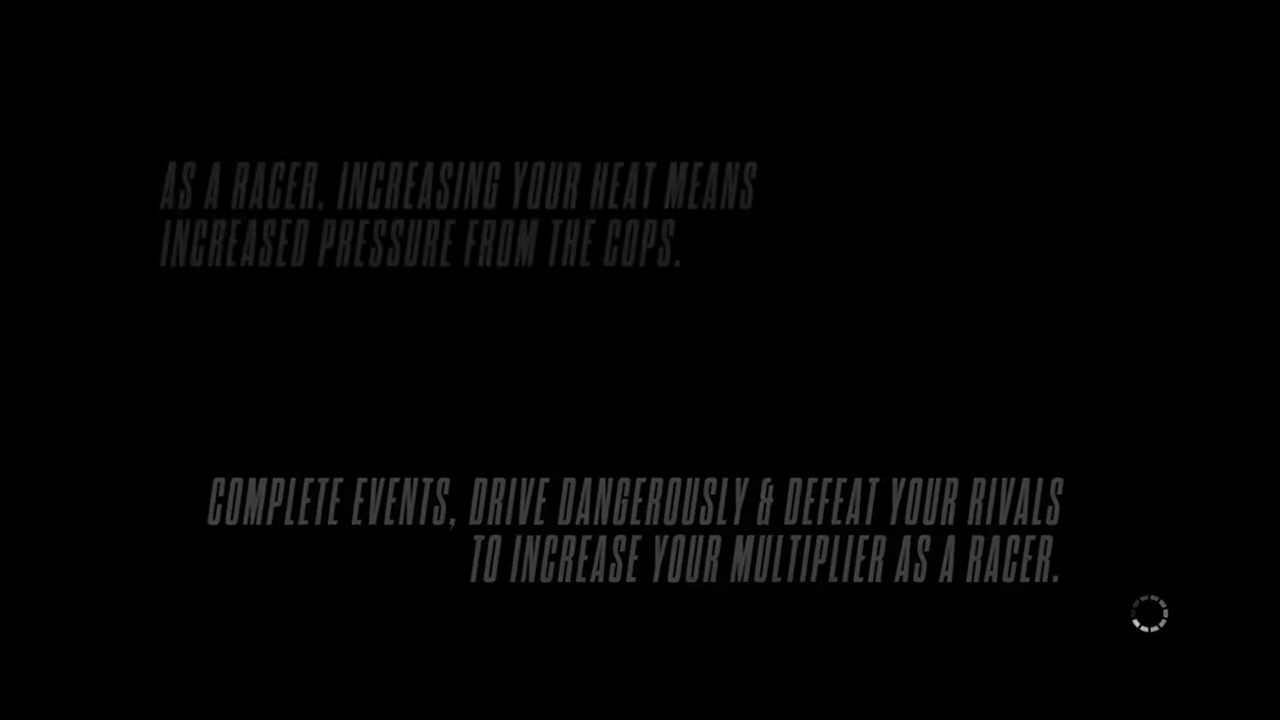 AS A RACER, INCREASING YOUR HEAT MEANS
INCREASED PRESSURE FROM THE COPS.
COMPLETE EVENTS, DRIVE DANGEROUSLY & DEFEAT YOUR RIVALS
TO INCREASE YOUR MULTIPLIER AS A RACER.